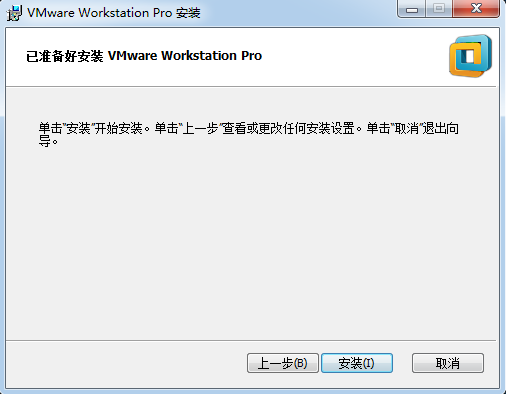 VMware Workstation Pro 安装
已准备好安装 VMware Workstation Pro
单击"安装"开始安装。单击"上一步"查看或更改任何安装设置。单击"取消"退出向
导。
上一步(B) 安装(I) 取消